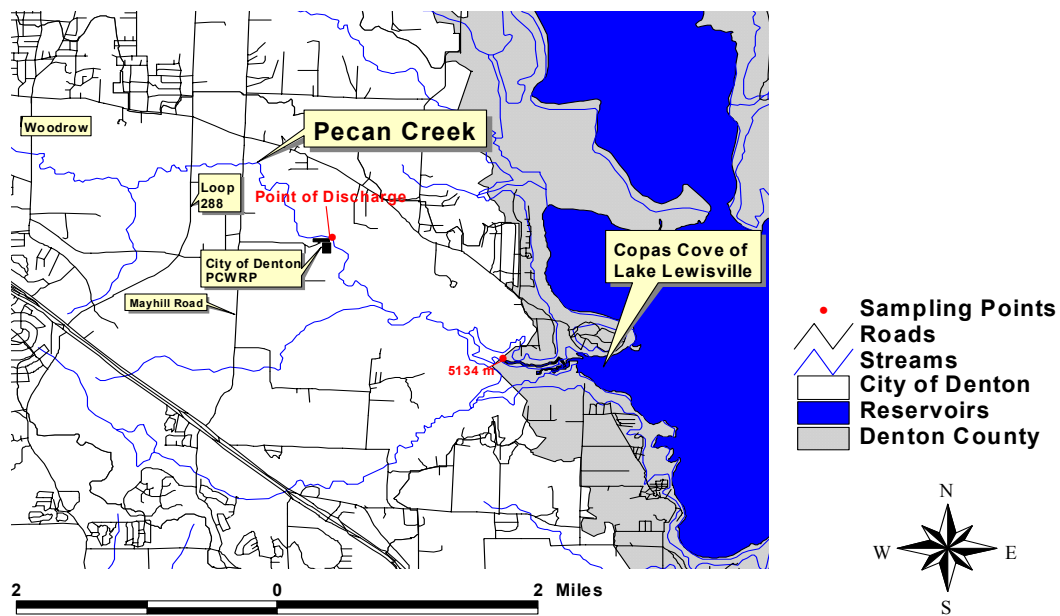 Woodrow
Pecan Creek
Loop
288
Point of Discharge
City of Denton
PCWRP
Mayhill Road
Copas Cove of
Lake Lewisville
5134 m
Sampling Points
Roads
Streams
City of Denton
Reservoirs
Denton County
N
W E
S
2 0 2 Miles